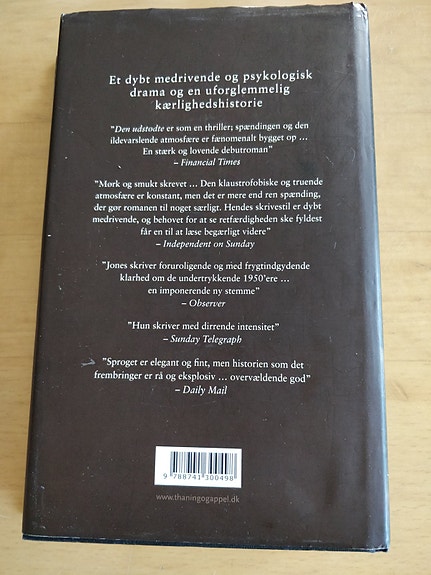 Et dybt medrivende og psykologisk
drama og en uforglemmelig
kærlighedshistorie
"Den udstødte er som en thriller; spændingen og den
ildevarslende atmosfære er fænomenalt bygget op ...
En stærk og lovende debutroman"
– Financial Times
"Mørk og smukt skrevet ... Den klaustrofobiske og truende
atmosfære er konstant, men det er mere end ren spænding,
der gør romanen til noget særligt. Hendes skrivestil er dybt
medrivende, og behovet for at se retfærdigheden ske fyldest
får en til at læse begærligt videre"
– Independent on Sunday
"Jones skriver foruroligende og med frygtindgydende
klarhed om de undertrykkende 1950'ere ...
en imponerende ny stemme"
– Observer
"Hun skriver med dirrende intensitet"
– Sunday Telegraph
"Sproget er elegant og fint, men historien som det
frembringer er rå og eksplosiv ... overvældende god"
– Daily Mail
9 788741 300498
www.thaningogappel.dk